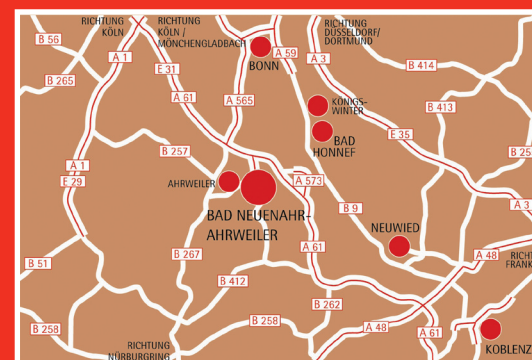 RICHTUNG
KÖLN
RICHTUNG
KÖLN /
MÖNCHENGLADBACH
RICHTUNG
DÜSSELDORF/
DORTMUND
B 56
A 1
A 59
A 3
BONN
B 414
E 31
B 265
A 61
A 565
KÖNIGS-
WINTER
B 413
BAD
HONNEF
E 35
B 257
A 1
E 29
AHRWEILER
A 573
B 9
A 3
BAD NEUENAHR-
AHRWEILER
NEUWIED
A 61
B 51
B 267
A 48
B 412
B 262
B 258
B 258
A 48
A 61
KOBLENZ
RICHTUNG
NÜRBURGRING